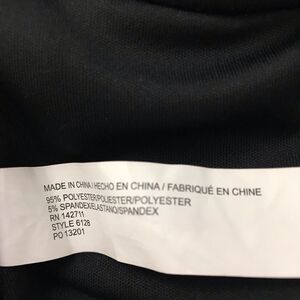 MADE IN CHINA / HECHO EN CHINA / FABRIQUÉ EN CHINE
95% POLYESTER/POLIESTER/POLYESTER
5% SPANDEX/ELASTANO/SPANDEX
RN 142711
STYLE 6128
PO 13201